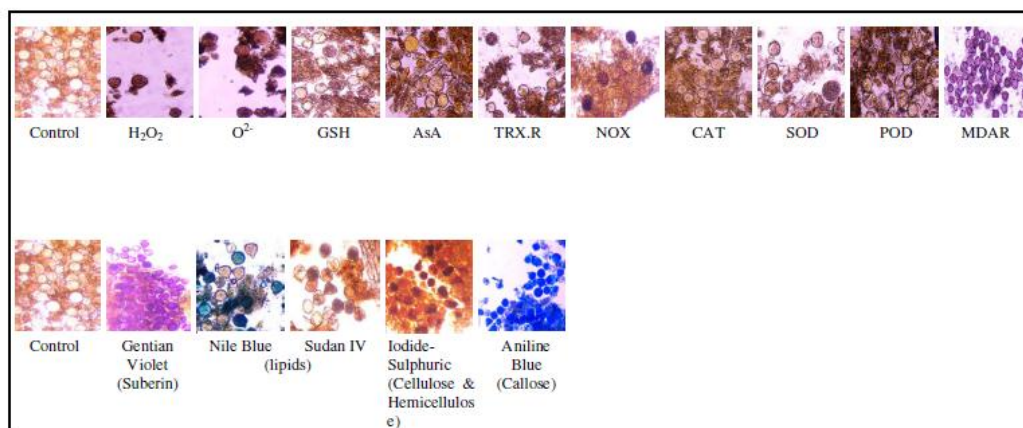 Control H₂O₂ O²⁻ GSH AsA TRX.R NOX CAT SOD POD MDAR
Control Gentian Nile Blue Sudan IV Iodide- Aniline
Violet (lipids) Sulphuric Blue
(Suberin) (Cellulose & (Callose)
Hemicellulos
e)